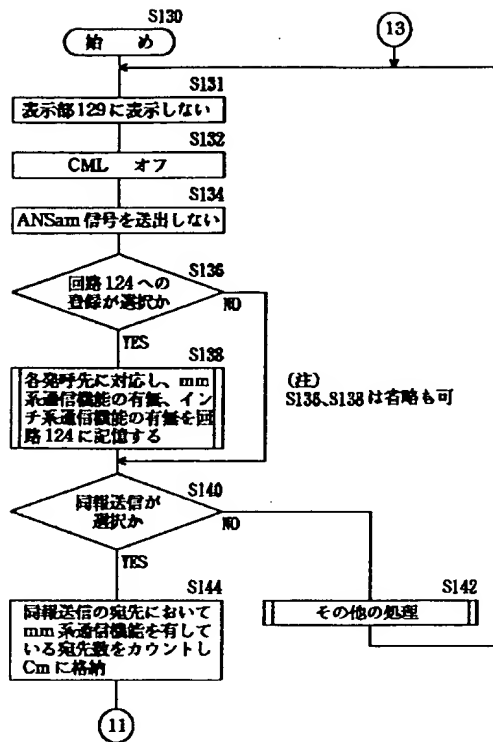 S130
始 め
13
S131
表示部129に表示しない
S132
CML オフ
S134
ANSam 信号を送出しない
S136
回路124への
登録が選択か
NO
YES
S138
各発呼先に対応し、mm
系通信機能の有無、イン
チ系通信機能の有無を回
路124に記憶する
(注)
S136、S138は省略も可
S140
同報送信が
選択か
NO
YES
S144
同報送信の宛先において
mm系通信機能を有して
いる宛先数をカウントし
Cmに格納
S142
その他の処理
11